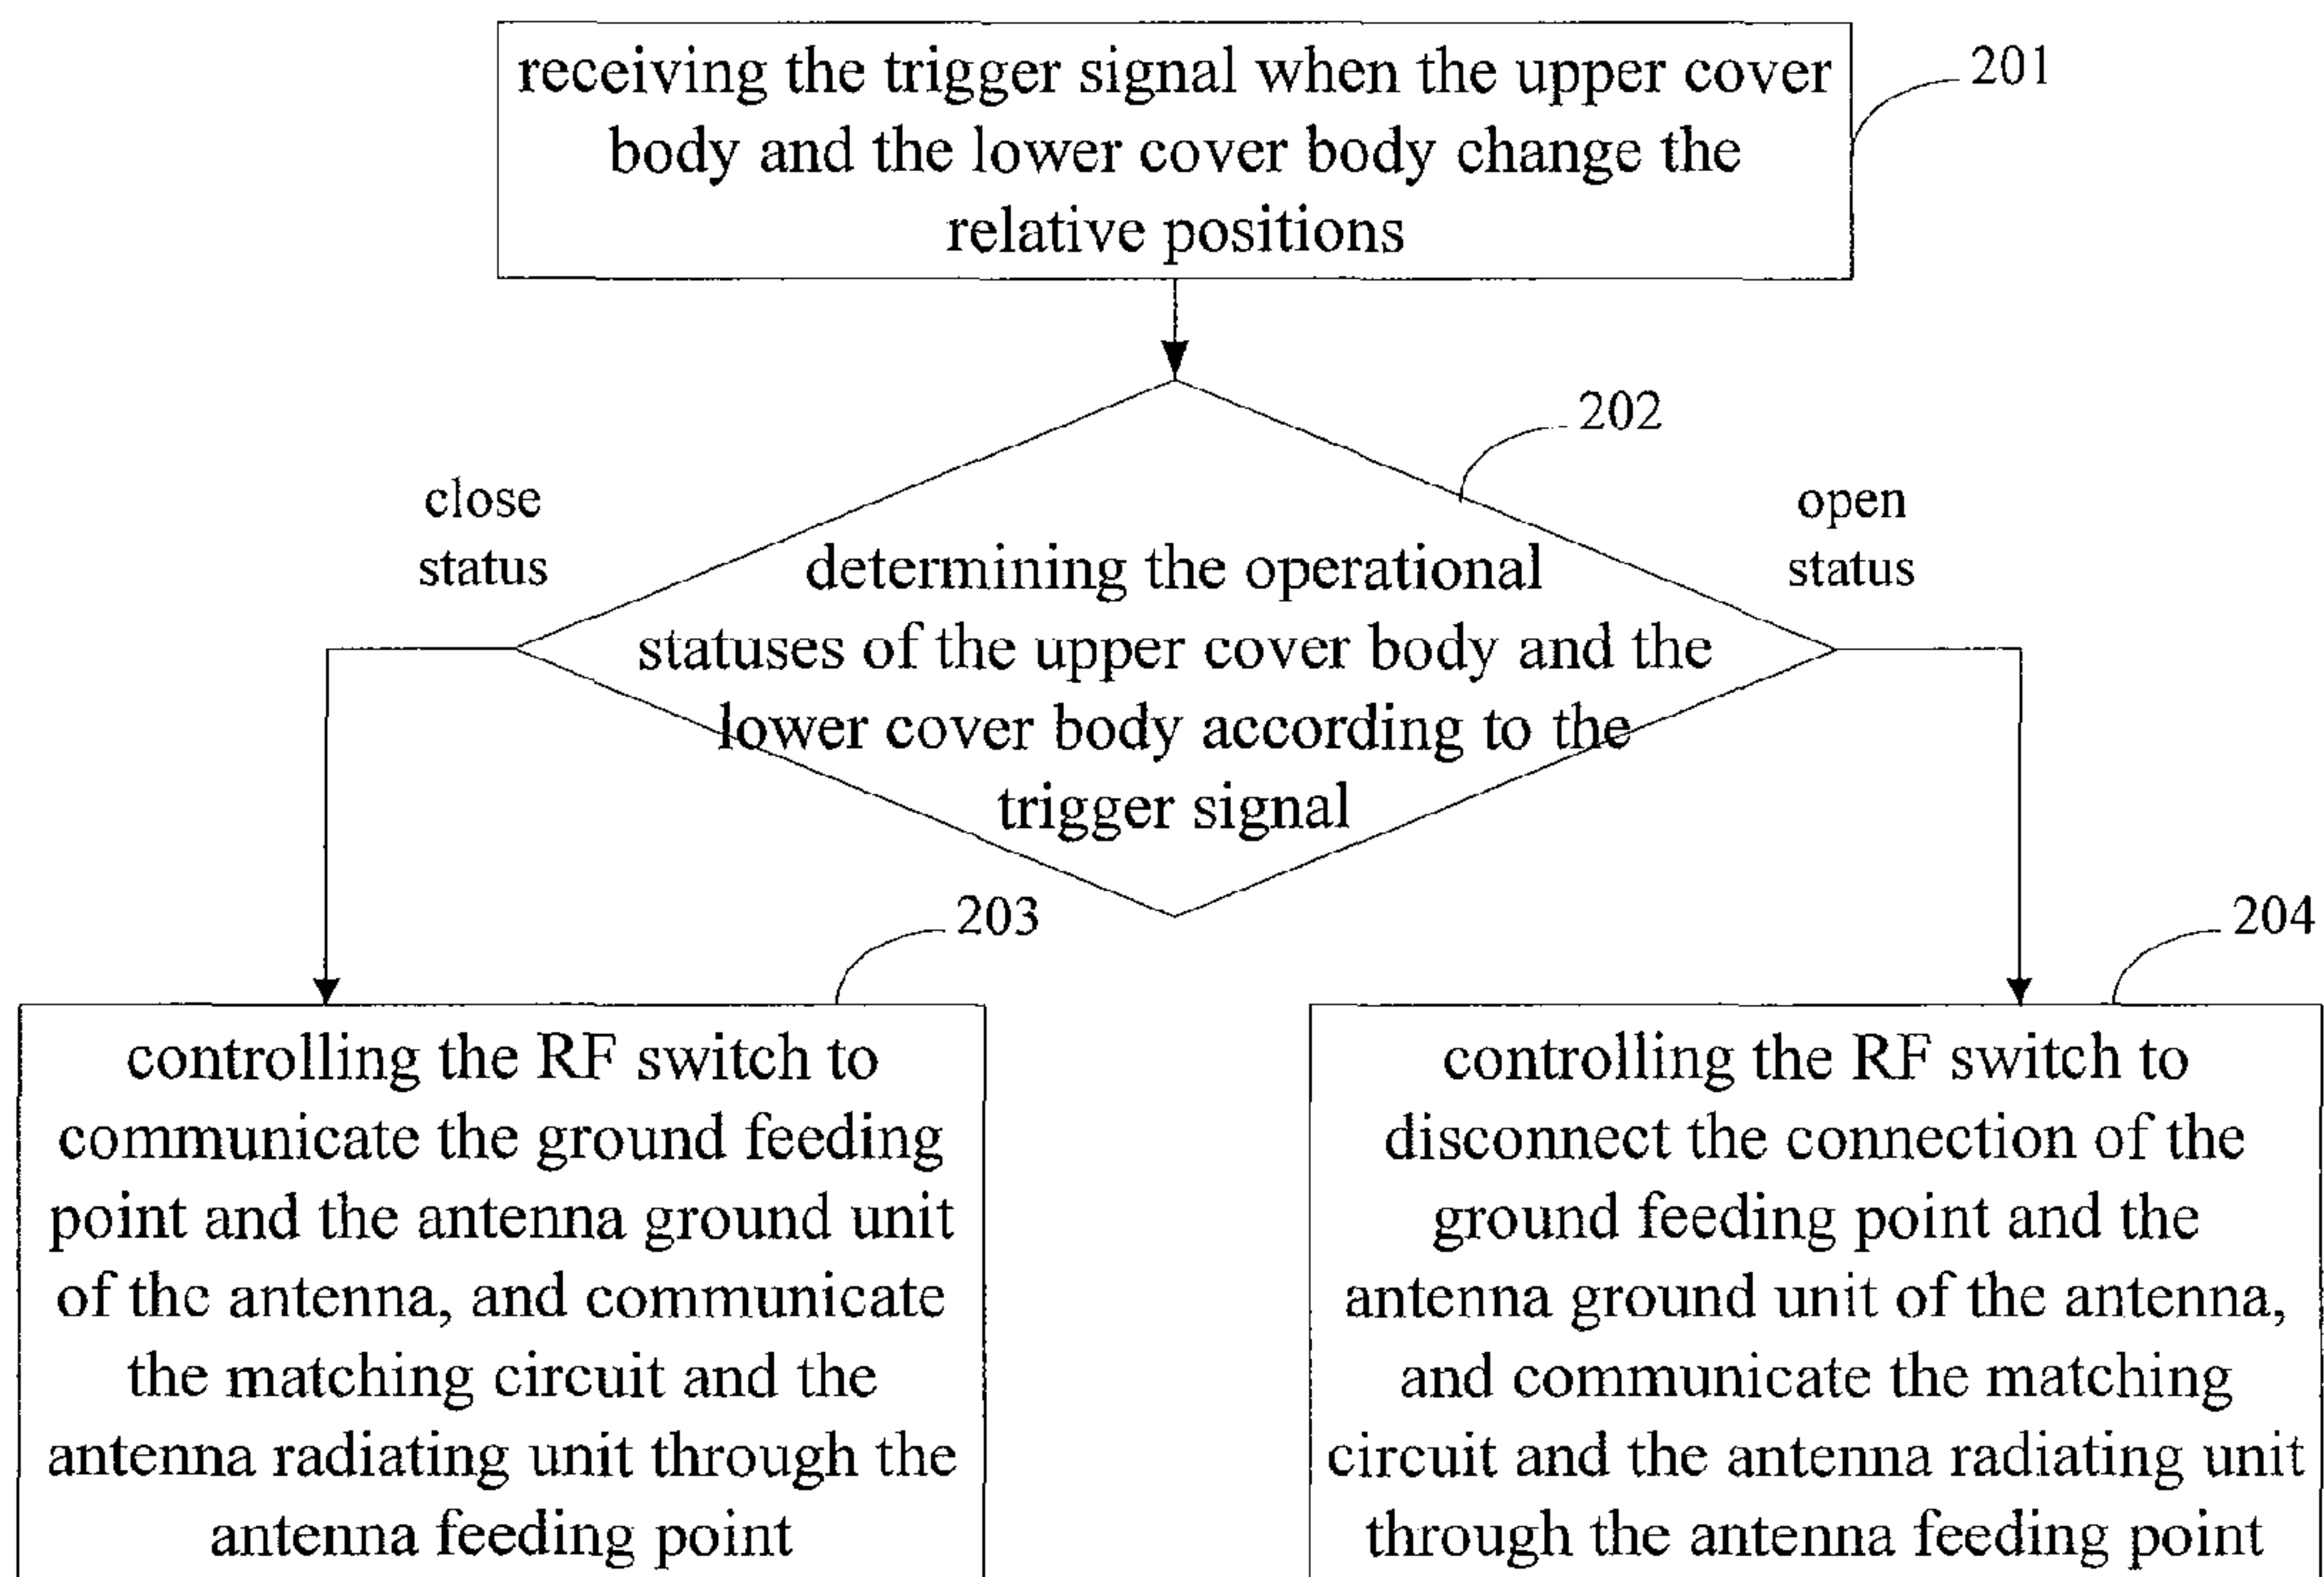 receiving the trigger signal when the upper cover
body and the lower cover body change the
relative positions
201
202
close
status
open
status
determining the operational
statuses of the upper cover body and the
lower cover body according to the
trigger signal
203
204
controlling the RF switch to
communicate the ground feeding
point and the antenna ground unit
of the antenna, and communicate
the matching circuit and the
antenna radiating unit through the
antenna feeding point
controlling the RF switch to
disconnect the connection of the
ground feeding point and the
antenna ground unit of the antenna,
and communicate the matching
circuit and the antenna radiating unit
through the antenna feeding point